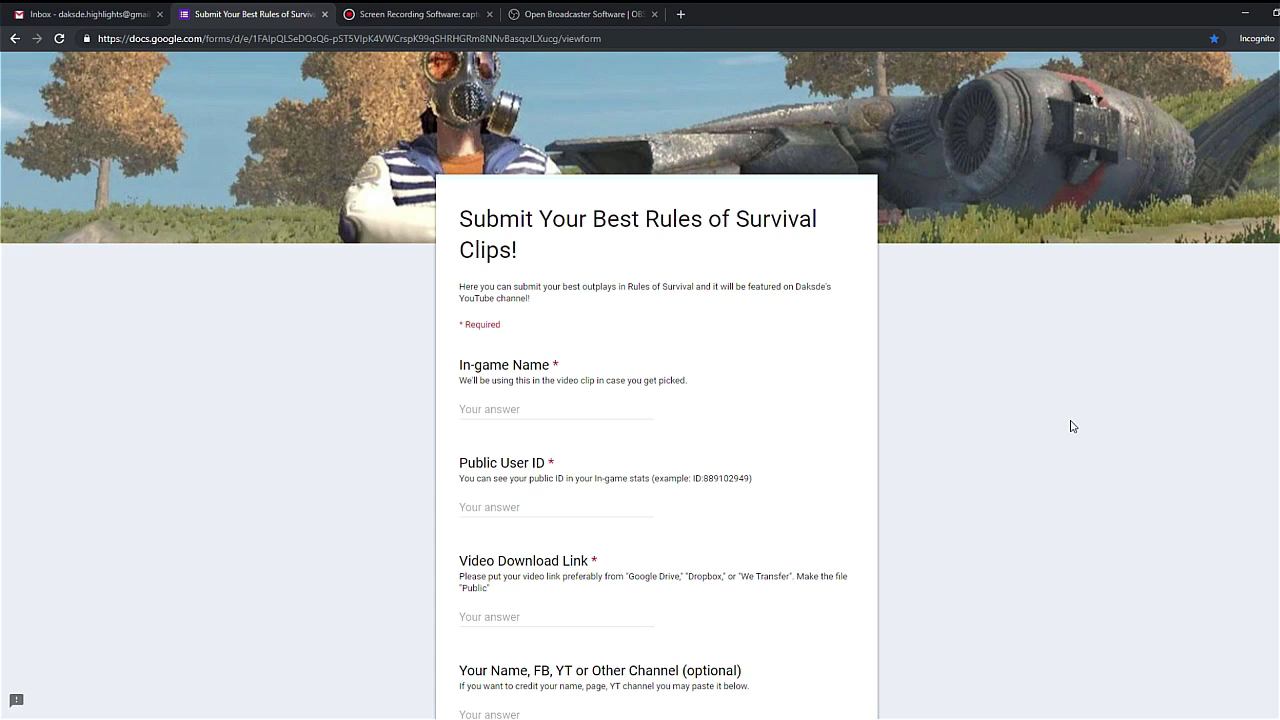 Inbox - daksde.highlights@gmai
Submit Your Best Rules of Surviva
Screen Recording Software: capt
Open Broadcaster Software | OBS
https://docs.google.com/forms/d/e/1FAIpQLSeDOsQ6-pST5VIpK4VWCrspK99qSHRHGRm8NNvBasqxJLXucg/viewform
Incognito
Submit Your Best Rules of Survival
Clips!
Here you can submit your best outplays in Rules of Survival and it will be featured on Daksde's
YouTube channel!
* Required
In-game Name *
We'll be using this in the video clip in case you get picked.
Your answer
Public User ID *
You can see your public ID in your In-game stats (example: ID:889102949)
Your answer
Video Download Link *
Please put your video link preferably from "Google Drive," "Dropbox," or "We Transfer". Make the file
"Public"
Your answer
Your Name, FB, YT or Other Channel (optional)
If you want to credit your name, page, YT channel you may paste it below.
Your answer